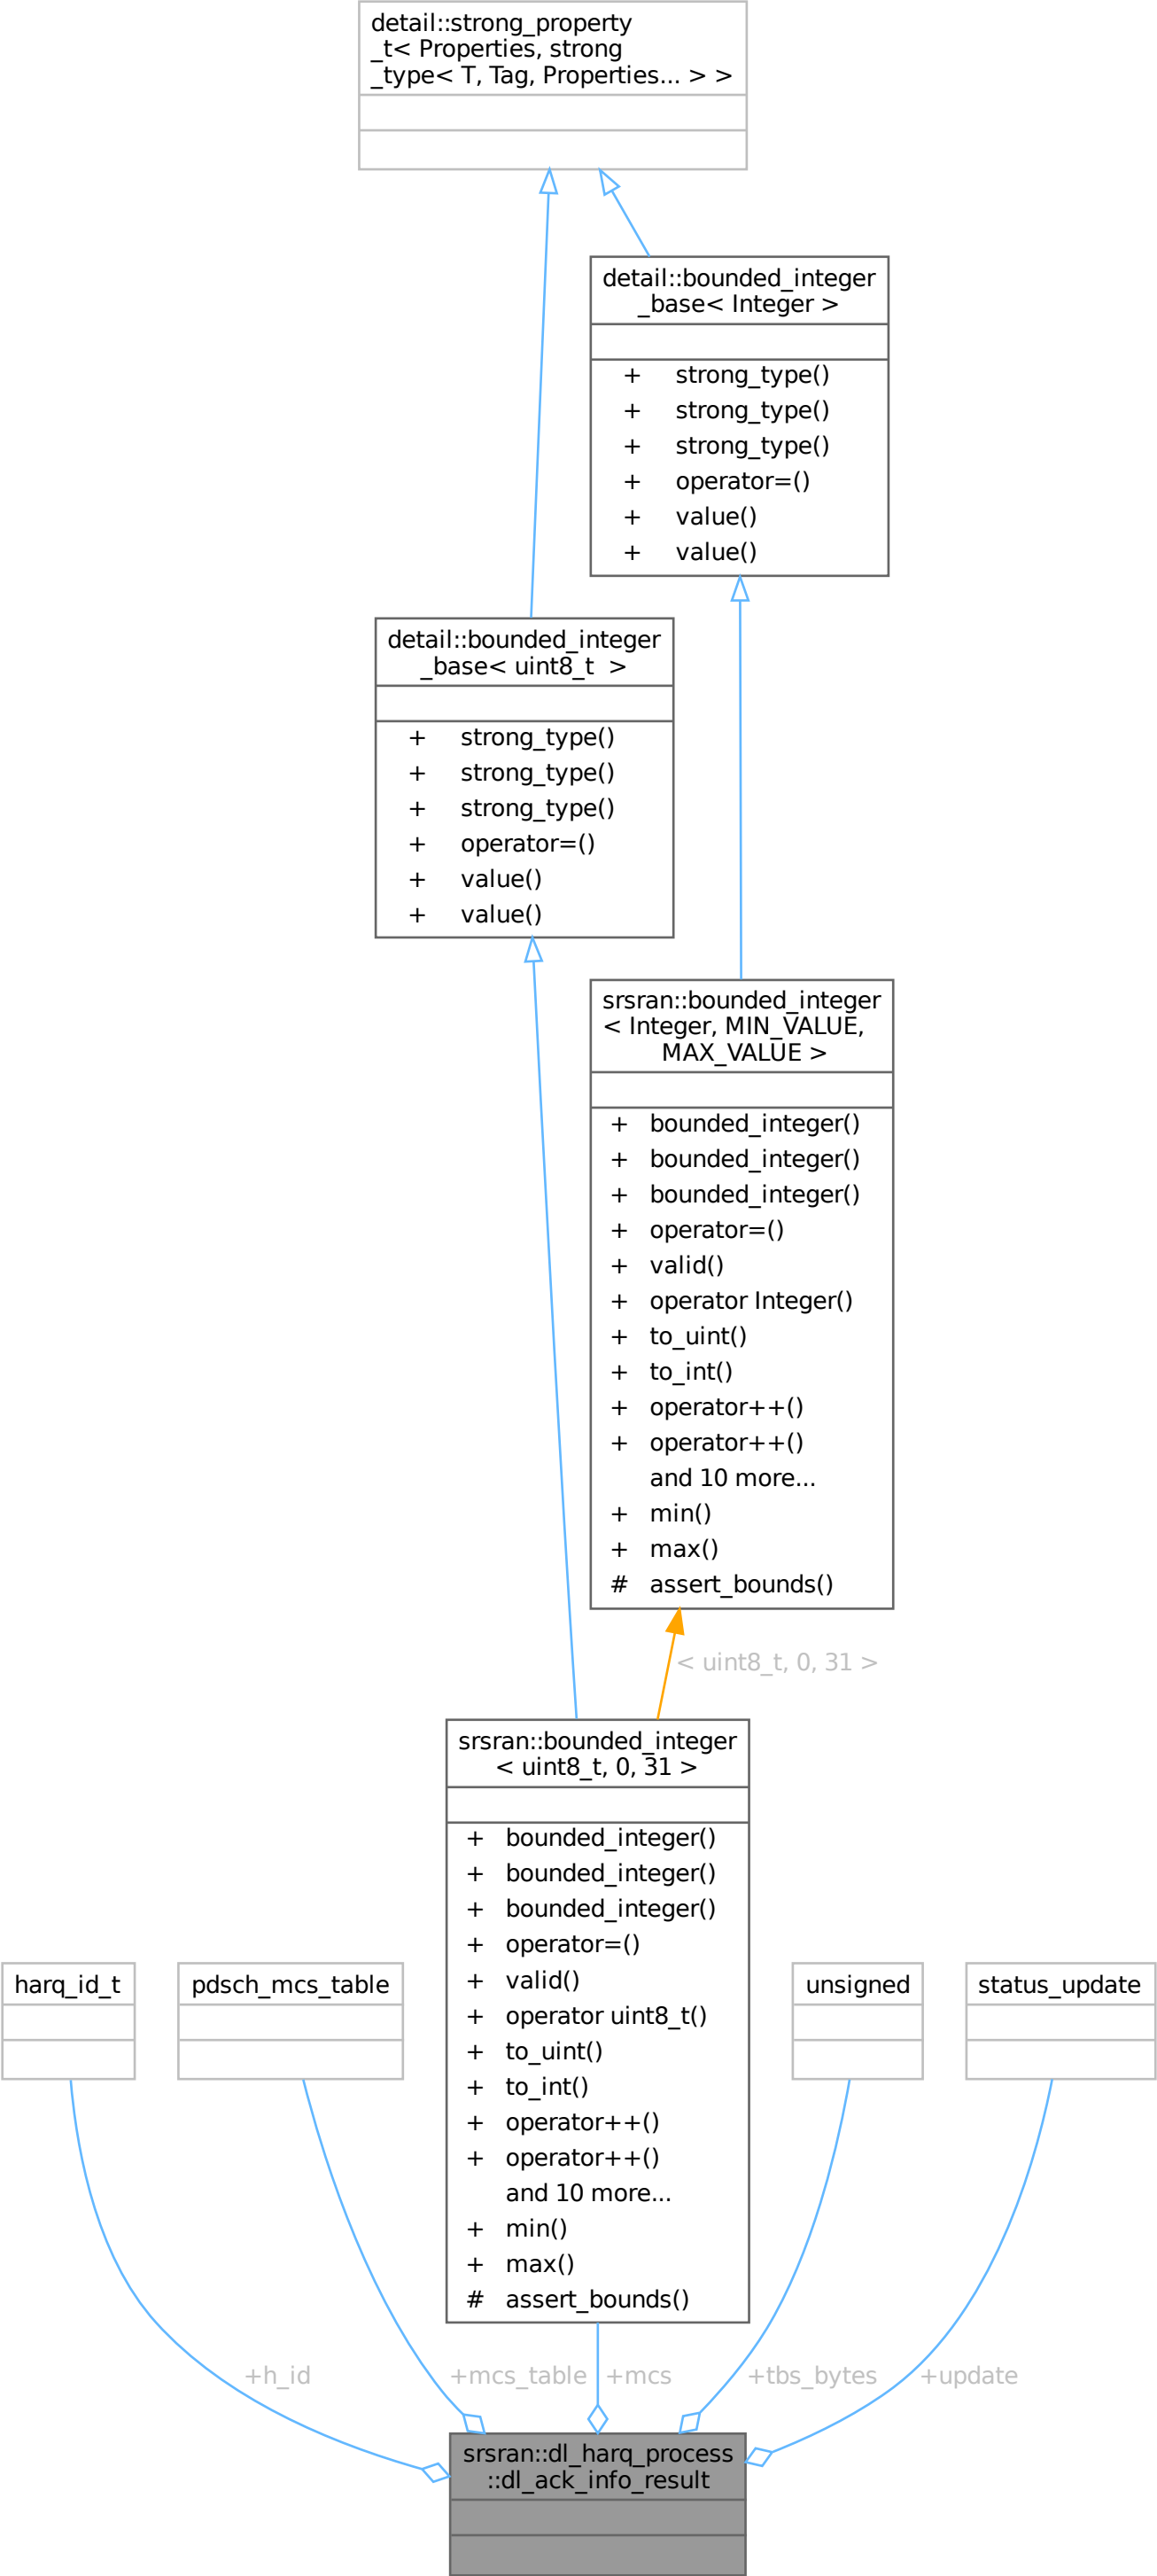 detail::strong_property
_t< Properties, strong
_type< T, Tag, Properties... > >
detail::bounded_integer
_base< Integer >
+ strong_type()
+ strong_type()
+ strong_type()
+ operator=()
+ value()
+ value()
detail::bounded_integer
_base< uint8_t >
+ strong_type()
+ strong_type()
+ strong_type()
+ operator=()
+ value()
+ value()
srsran::bounded_integer
< Integer, MIN_VALUE,
MAX_VALUE >
+ bounded_integer()
+ bounded_integer()
+ bounded_integer()
+ operator=()
+ valid()
+ operator Integer()
+ to_uint()
+ to_int()
+ operator++()
+ operator++()
and 10 more...
+ min()
+ max()
# assert_bounds()
< uint8_t, 0, 31 >
srsran::bounded_integer
< uint8_t, 0, 31 >
+ bounded_integer()
+ bounded_integer()
+ bounded_integer()
+ operator=()
+ valid()
+ operator uint8_t()
+ to_uint()
+ to_int()
+ operator++()
+ operator++()
and 10 more...
+ min()
+ max()
# assert_bounds()
harq_id_t
pdsch_mcs_table
unsigned
status_update
+h_id
+mcs_table
+mcs
+tbs_bytes
+update
srsran::dl_harq_process
::dl_ack_info_result